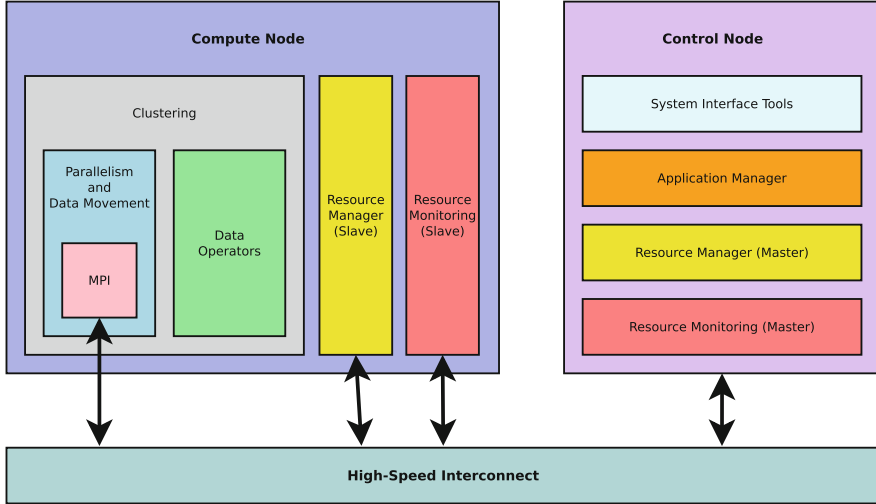 Compute Node
Clustering
Parallelism
and
Data Movement
MPI
Data
Operators
Resource
Manager
(Slave)
Resource
Monitoring
(Slave)
Control Node
System Interface Tools
Application Manager
Resource Manager (Master)
Resource Monitoring (Master)
High-Speed Interconnect